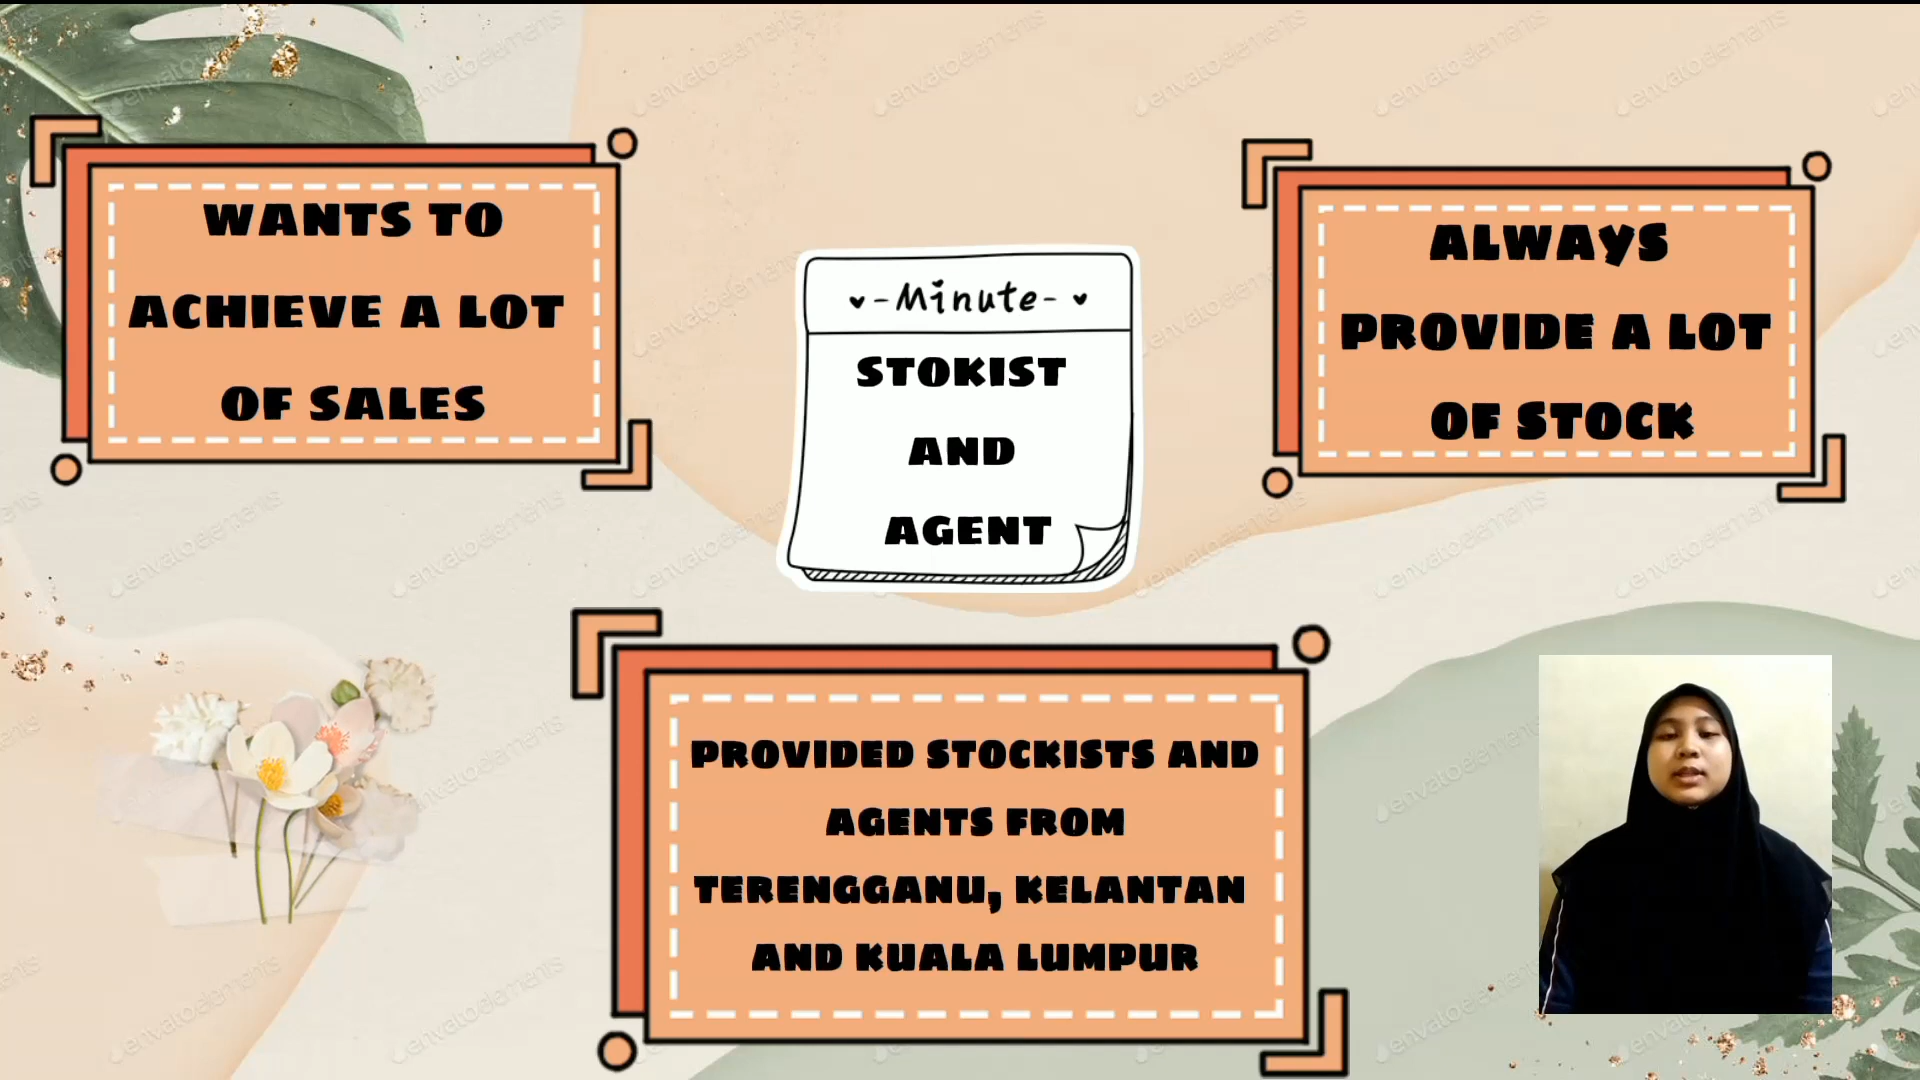 WANTS TO
ACHIEVE A LOT
OF SALES
-Minute-
STOKIST
AND
AGENT
ALWAYS
PROVIDE A LOT
OF STOCK
PROVIDED STOCKISTS AND
AGENTS FROM
TERENGGANU, KELANTAN
AND KUALA LUMPUR
envatoelements